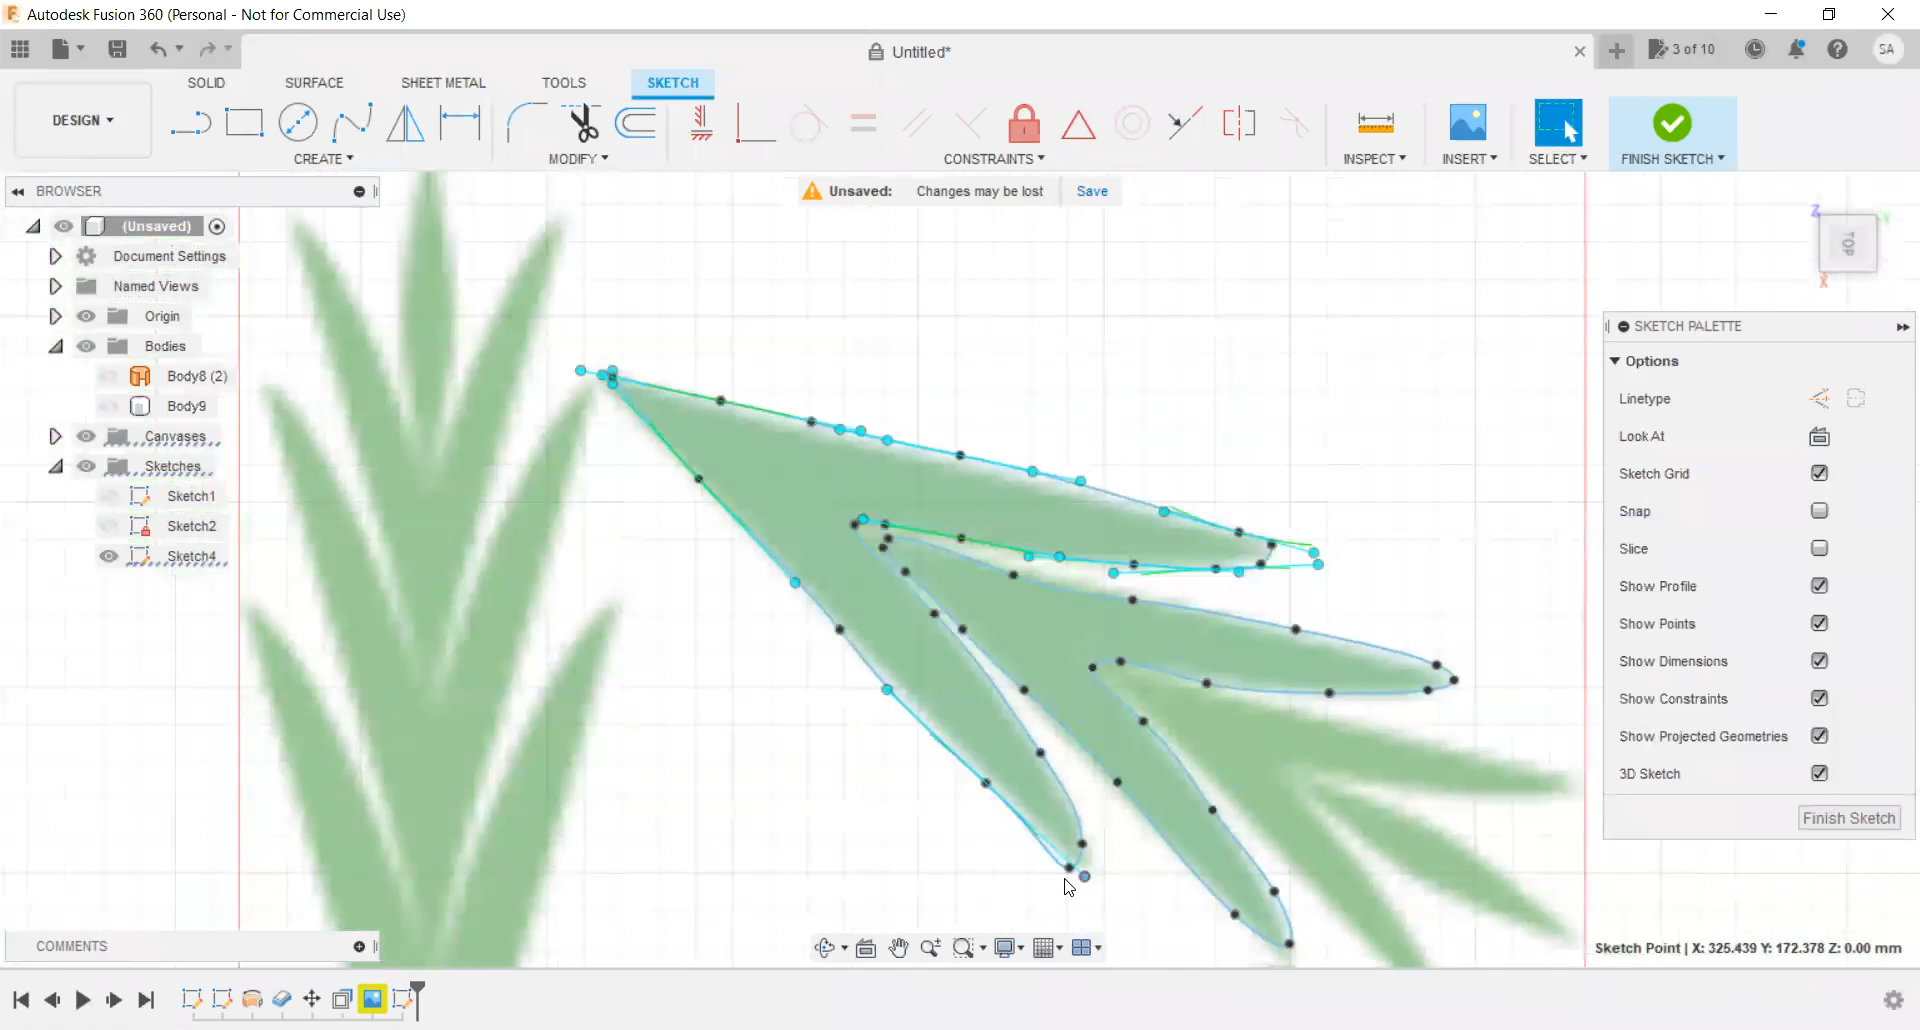 Autodesk Fusion 360 (Personal - Not for Commercial Use)
Untitled*
3 of 10
SA
DESIGN
SOLID
SURFACE
SHEET METAL
TOOLS
SKETCH
CREATE
MODIFY
CONSTRAINTS
INSPECT
INSERT
SELECT
FINISH SKETCH
BROWSER
Unsaved: Changes may be lost Save
(Unsaved)
Document Settings
Named Views
Origin
Bodies
Body8 (2)
Body9
Canvases
Sketches
Sketch1
Sketch2
Sketch4
Z
Y
TOP
X
SKETCH PALETTE
Options
Linetype
Look At
Sketch Grid
Snap
Slice
Show Profile
Show Points
Show Dimensions
Show Constraints
Show Projected Geometries
3D Sketch
Finish Sketch
COMMENTS
Sketch Point | X: 325.439 Y: 172.378 Z: 0.00 mm